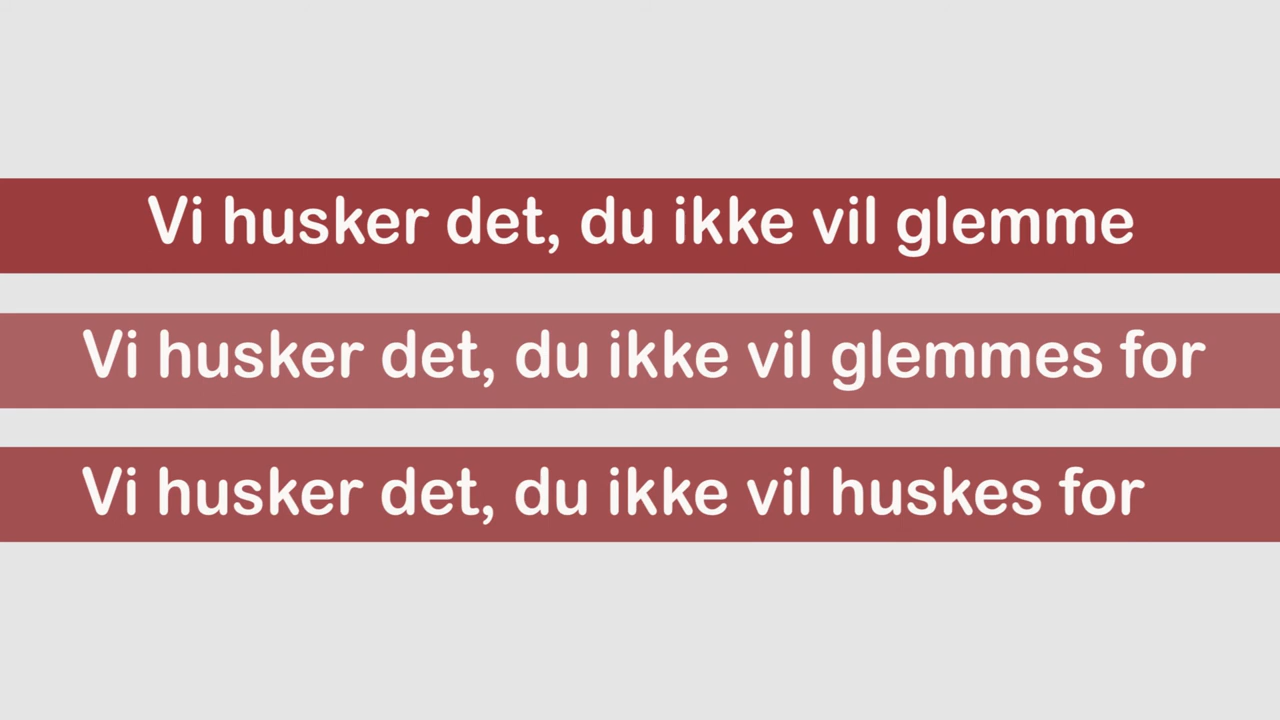 Vi husker det, du ikke vil glemme
Vi husker det, du ikke vil glemmes for
Vi husker det, du ikke vil huskes for